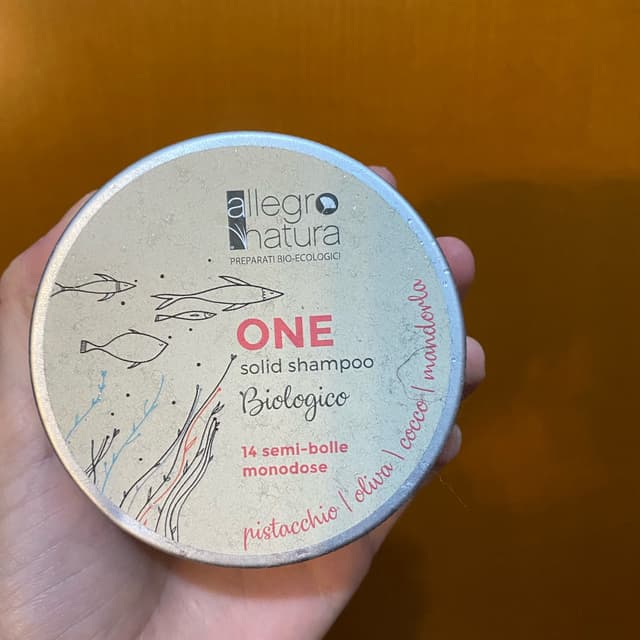 allegro
natura
PREPARATI BIO-ECOLOGICI
ONE
solid shampoo
Biologico
14 semi-bolle
monodose
pistacchio / oliva / cocco / mandorla